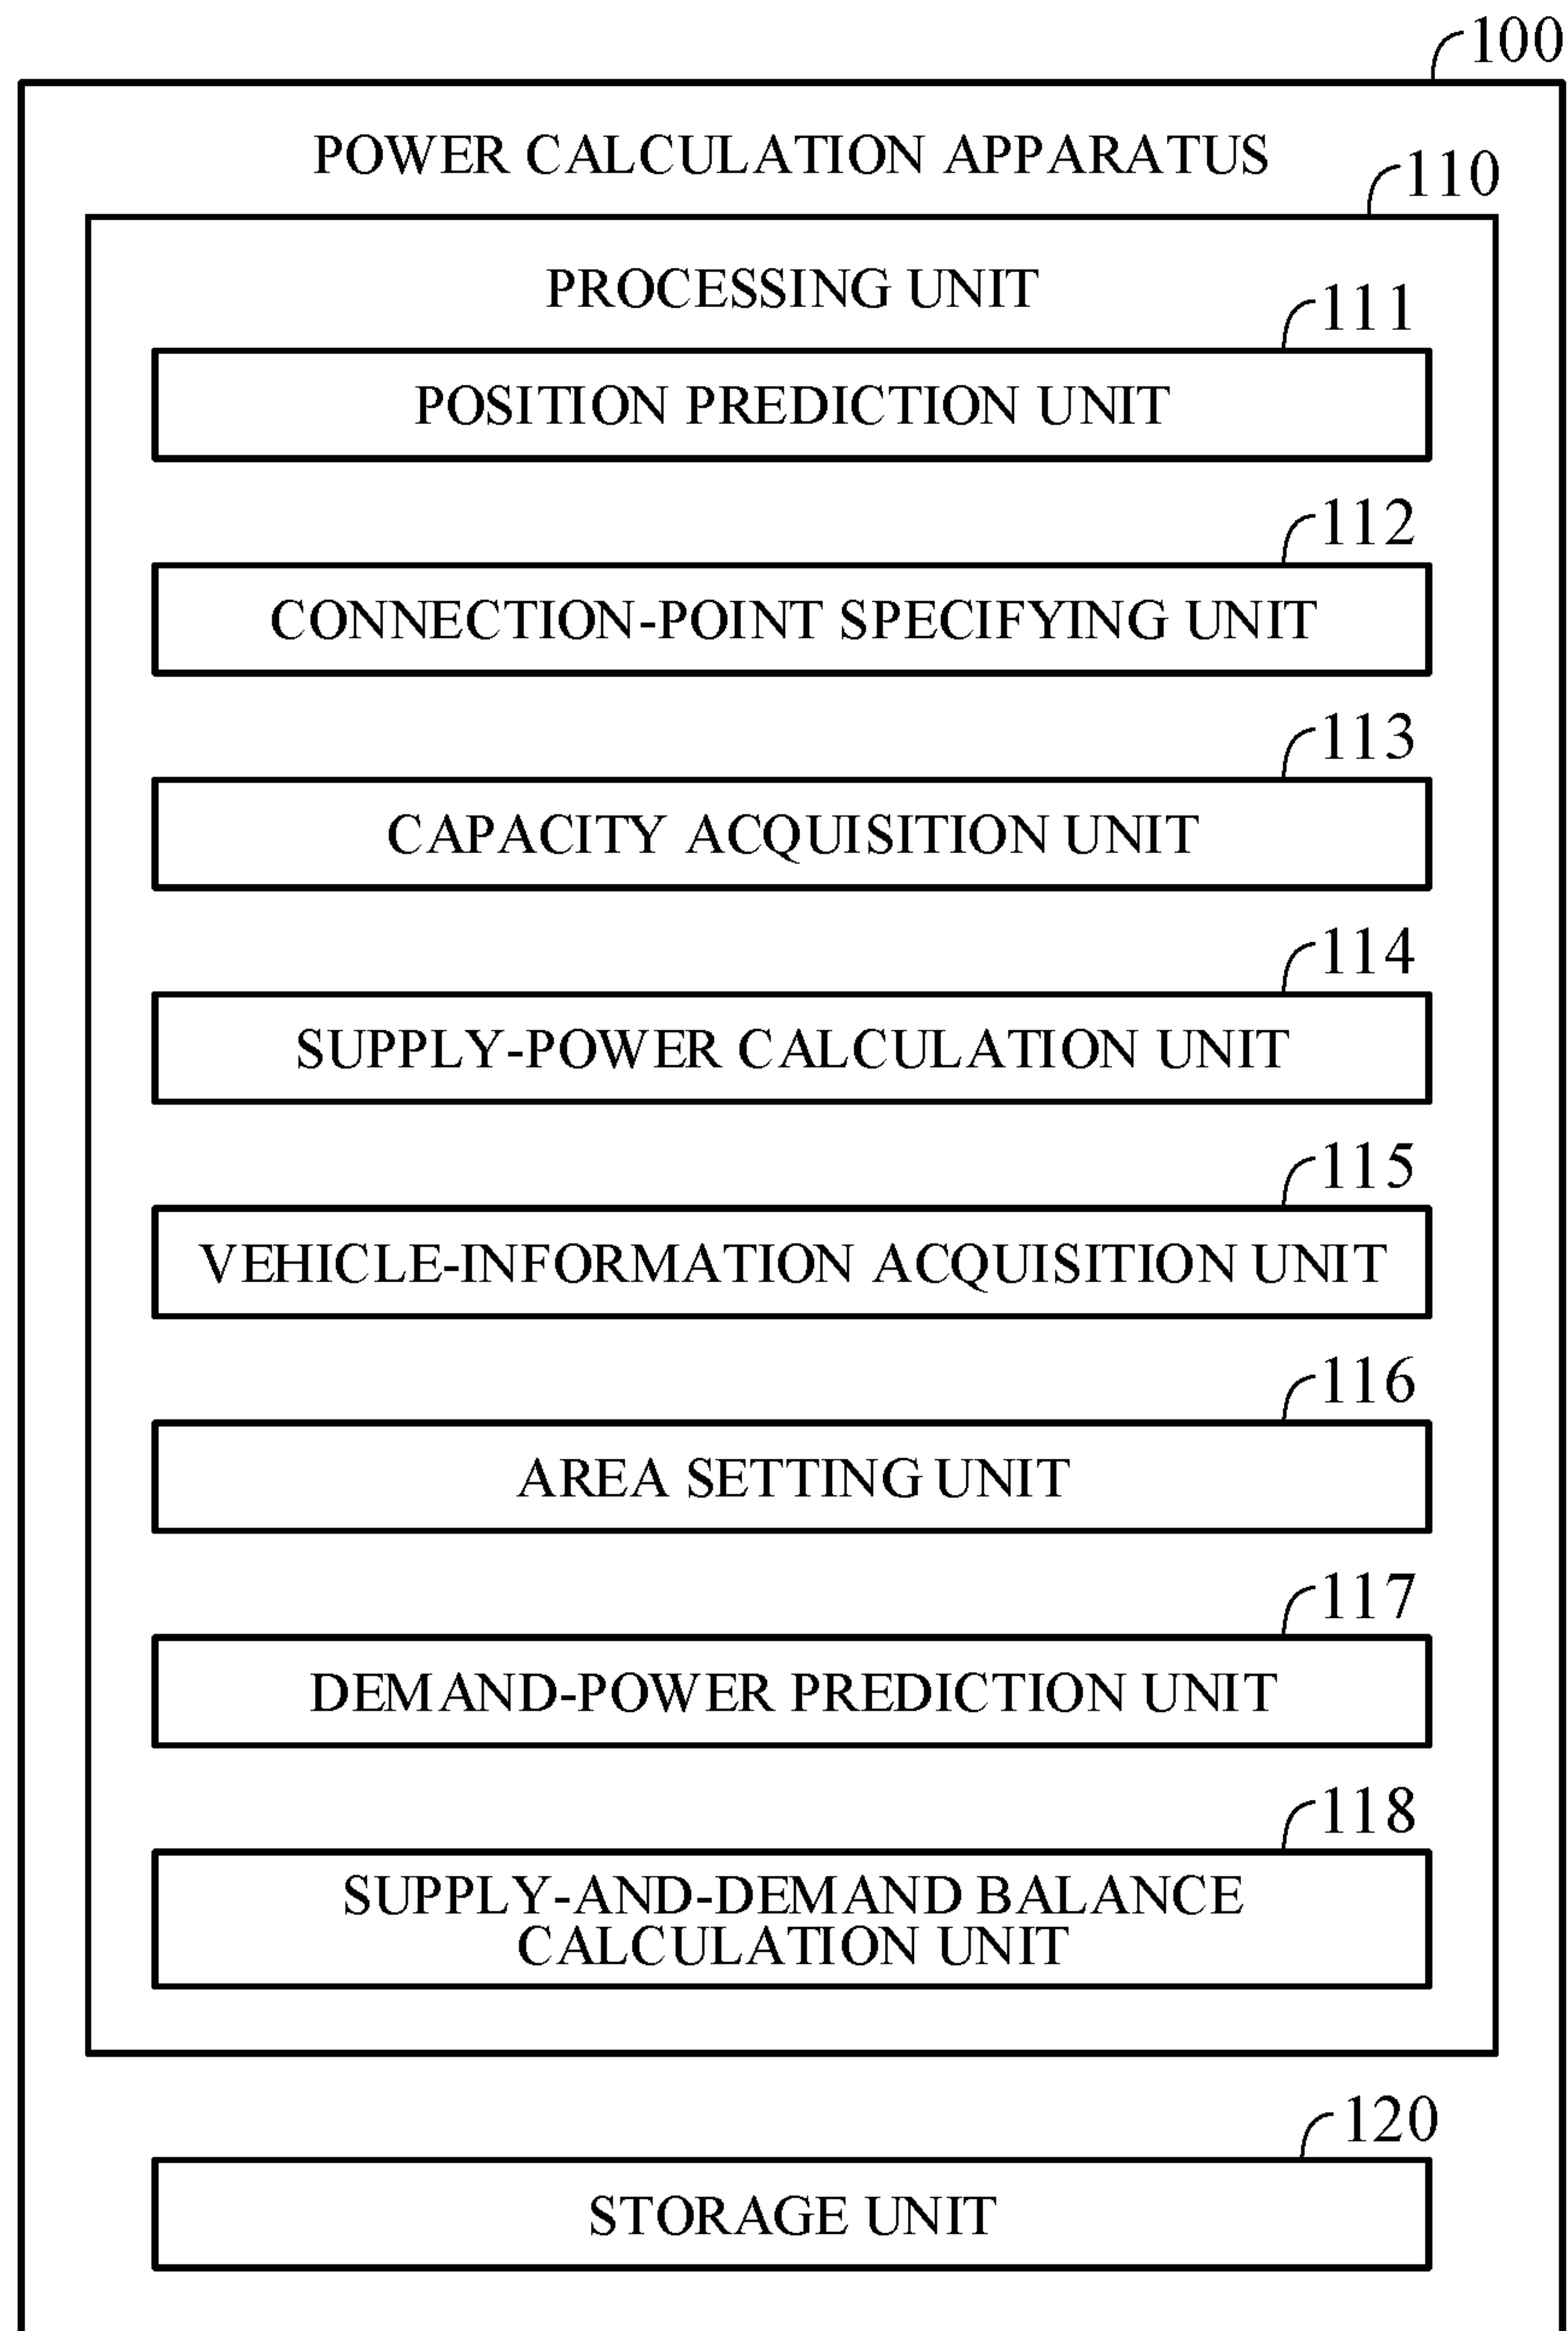 100
POWER CALCULATION APPARATUS
110
PROCESSING UNIT
111
POSITION PREDICTION UNIT
112
CONNECTION-POINT SPECIFYING UNIT
113
CAPACITY ACQUISITION UNIT
114
SUPPLY-POWER CALCULATION UNIT
115
VEHICLE-INFORMATION ACQUISITION UNIT
116
AREA SETTING UNIT
117
DEMAND-POWER PREDICTION UNIT
118
SUPPLY-AND-DEMAND BALANCE
CALCULATION UNIT
120
STORAGE UNIT